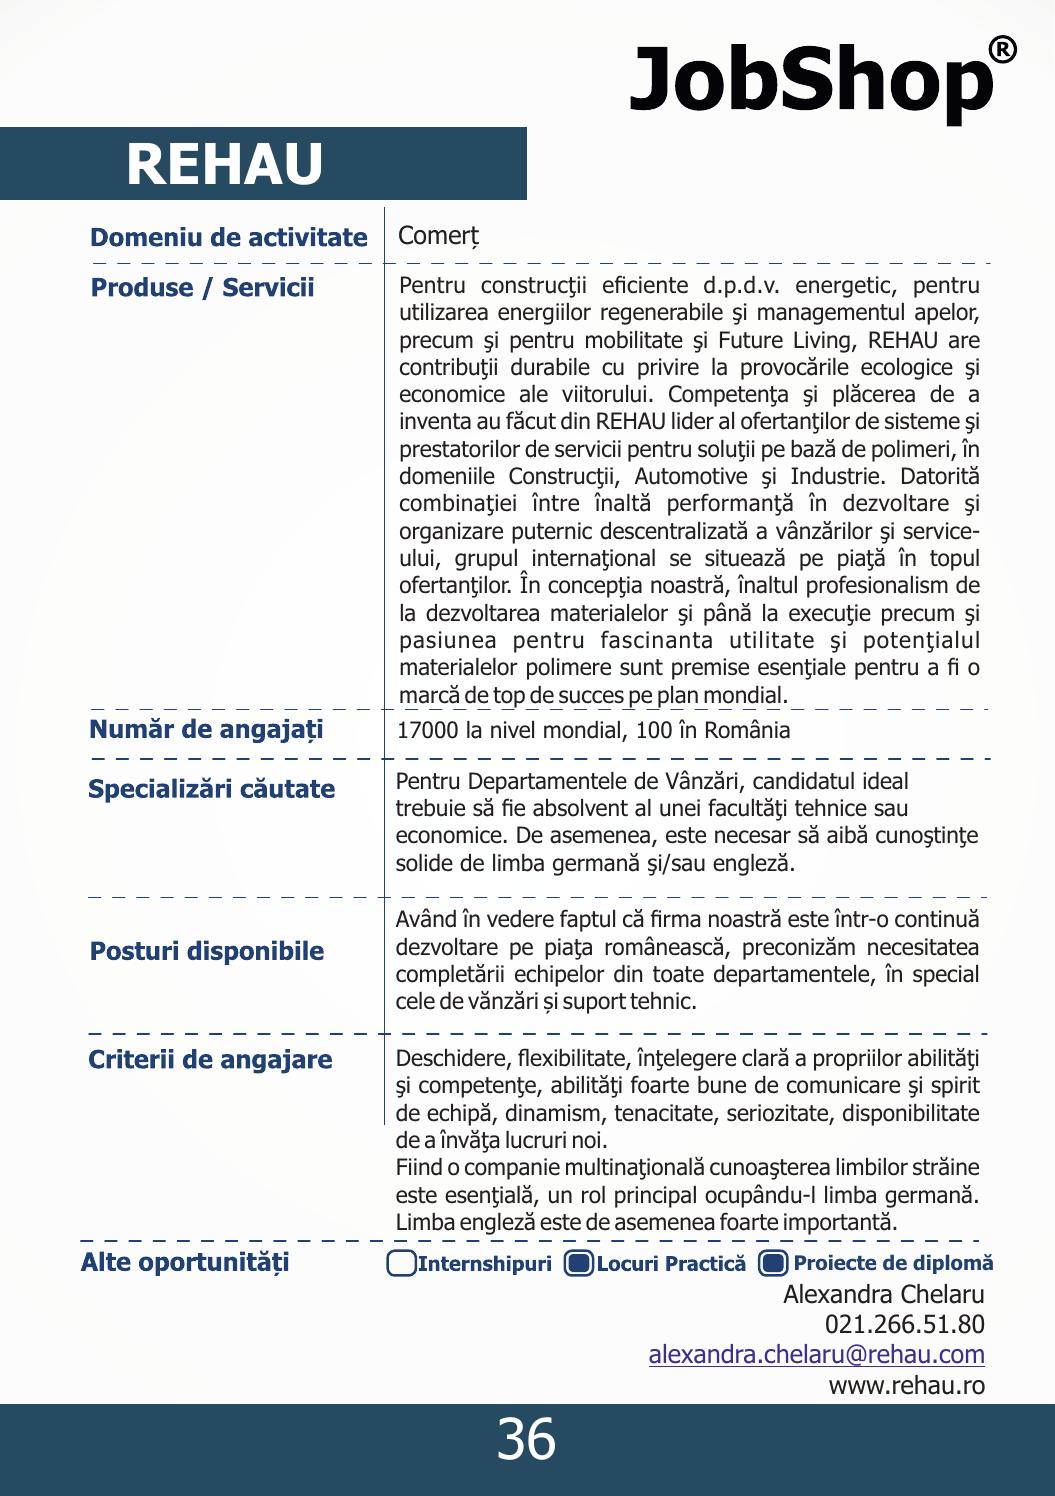 JobShop®
REHAU
Domeniu de activitate
Comerț
Produse / Servicii
Pentru construcţii eficiente d.p.d.v. energetic, pentru
utilizarea energiilor regenerabile şi managementul apelor,
precum şi pentru mobilitate şi Future Living, REHAU are
contribuţii durabile cu privire la provocările ecologice şi
economice ale viitorului. Competenţa şi plăcerea de a
inventa au făcut din REHAU lider al ofertanţilor de sisteme şi
prestatorilor de servicii pentru soluţii pe bază de polimeri, în
domeniile Construcţii, Automotive şi Industrie. Datorită
combinaţiei între înaltă performanţă în dezvoltare şi
organizare puternic descentralizată a vânzărilor şi service-
ului, grupul internaţional se situează pe piaţă în topul
ofertanţilor. În concepţia noastră, înaltul profesionalism de
la dezvoltarea materialelor şi până la execuţie precum şi
pasiunea pentru fascinanta utilitate şi potenţialul
materialelor polimere sunt premise esenţiale pentru a fi o
marcă de top de succes pe plan mondial.
Număr de angajați
17000 la nivel mondial, 100 în România
Specializări căutate
Pentru Departamentele de Vânzări, candidatul ideal
trebuie să fie absolvent al unei facultăţi tehnice sau
economice. De asemenea, este necesar să aibă cunoştinţe
solide de limba germană şi/sau engleză.
Posturi disponibile
Având în vedere faptul că firma noastră este într-o continuă
dezvoltare pe piaţa românească, preconizăm necesitatea
completării echipelor din toate departamentele, în special
cele de vănzări și suport tehnic.
Criterii de angajare
Deschidere, flexibilitate, înţelegere clară a propriilor abilităţi
şi competenţe, abilităţi foarte bune de comunicare şi spirit
de echipă, dinamism, tenacitate, seriozitate, disponibilitate
de a învăţa lucruri noi.
Fiind o companie multinaţională cunoaşterea limbilor străine
este esenţială, un rol principal ocupându-l limba germană.
Limba engleză este de asemenea foarte importantă.
Alte oportunități
Internshipuri Locuri Practică Proiecte de diplomă
Alexandra Chelaru
021.266.51.80
alexandra.chelaru@rehau.com
www.rehau.ro
36